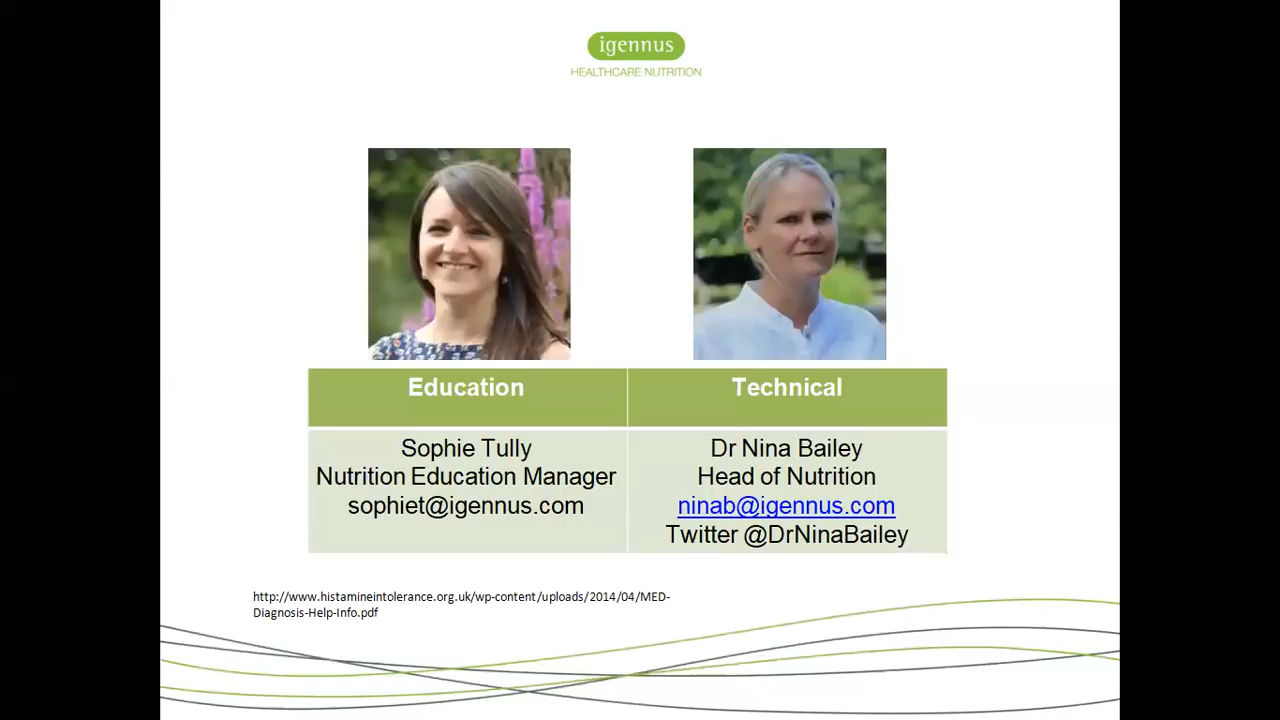 igennus
HEALTHCARE NUTRITION
Education
Technical
Sophie Tully
Nutrition Education Manager
sophiet@igennus.com
Dr Nina Bailey
Head of Nutrition
ninab@igennus.com
Twitter @DrNinaBailey
http://www.histamineintolerance.org.uk/wp-content/uploads/2014/04/MED-
Diagnosis-Help-Info.pdf